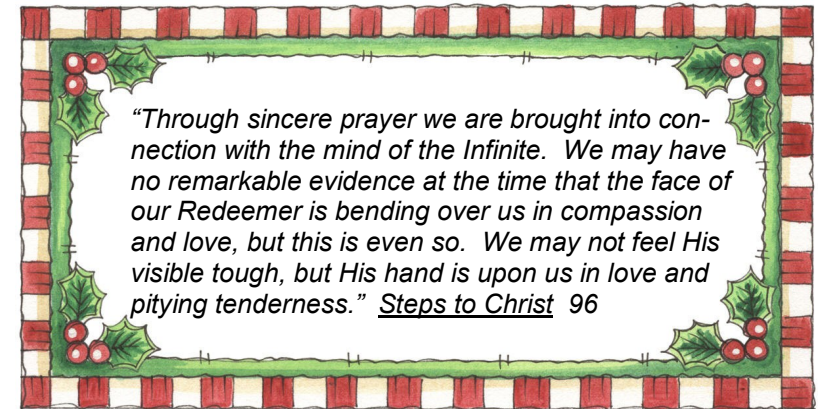 “Through sincere prayer we are brought into con-
nection with the mind of the Infinite.  We may have
no remarkable evidence at the time that the face of
our Redeemer is bending over us in compassion
and love, but this is even so.  We may not feel His
visible tough, but His hand is upon us in love and
pitying tenderness.”  Steps to Christ  96